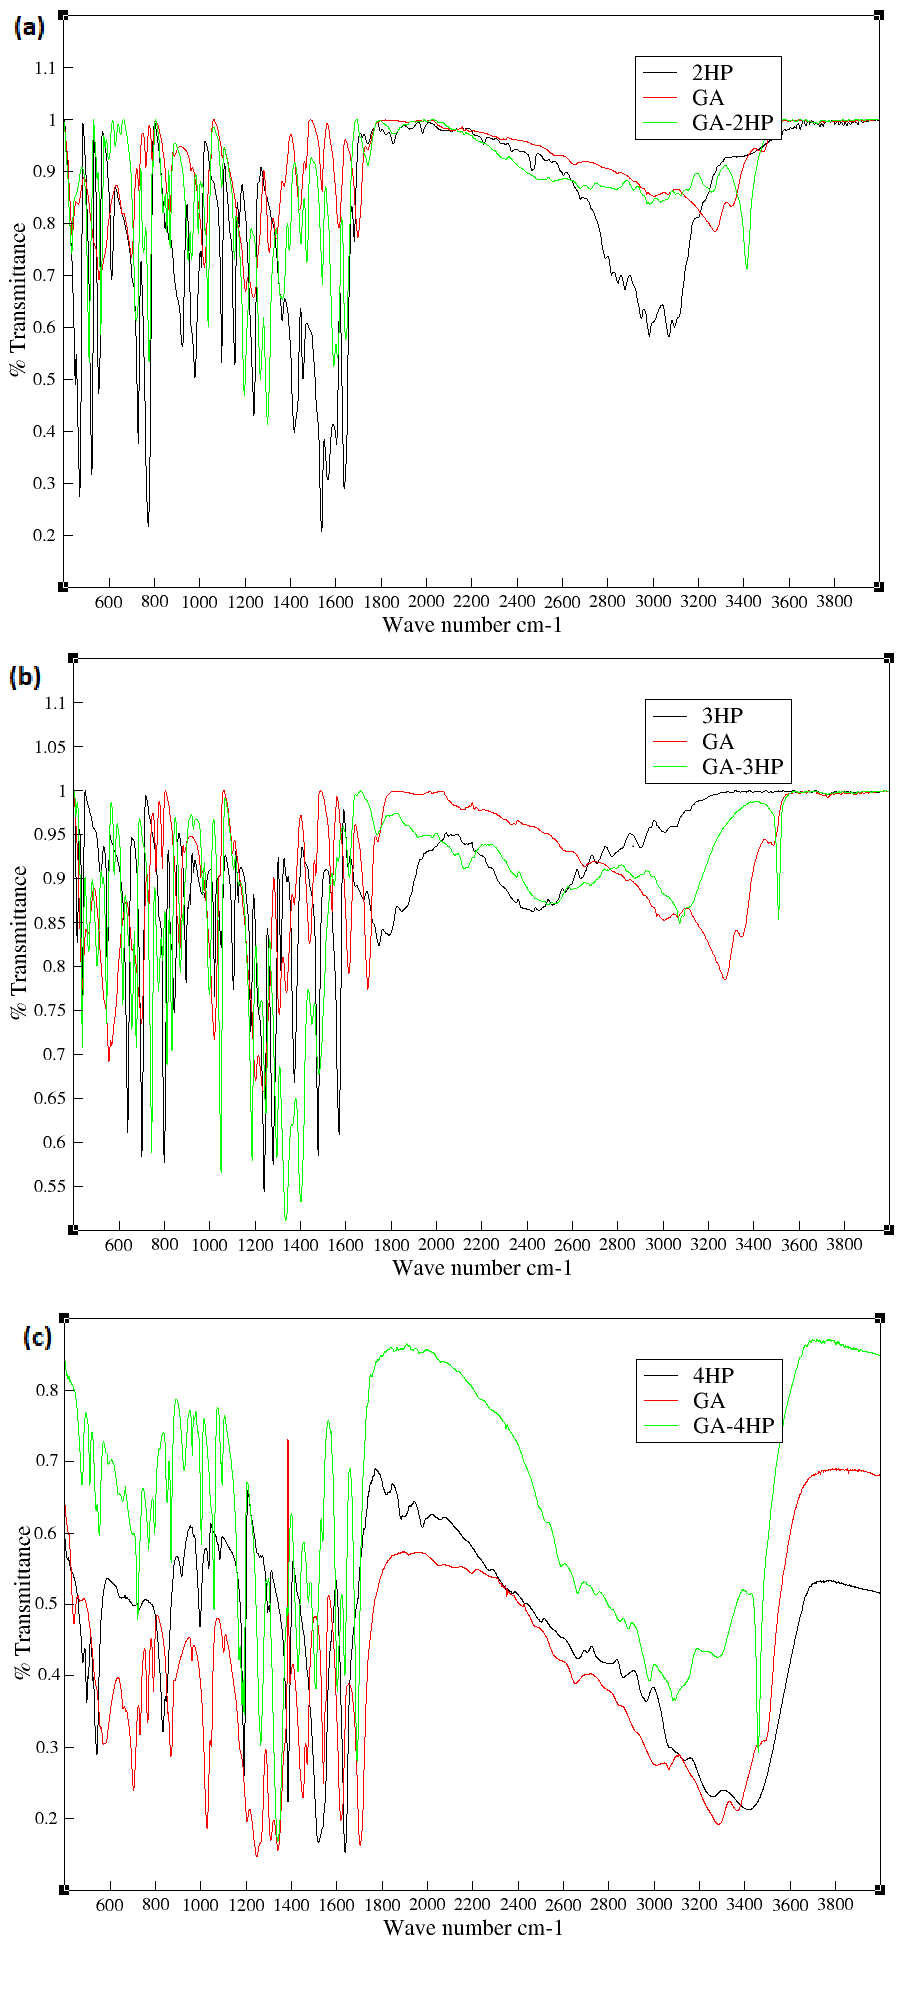 (a)
1.1
1
0.9
0.8
0.7
0.6
0.5
0.4
0.3
0.2
% Transmittance
2HP
GA
GA-2HP
600 800 1000 1200 1400 1600 1800 2000 2200 2400 2600 2800 3000 3200 3400 3600 3800
Wave number cm-1
(b)
1.1
1.05
1
0.95
0.9
0.85
0.8
0.75
0.7
0.65
0.6
0.55
% Transmittance
3HP
GA
GA-3HP
600 800 1000 1200 1400 1600 1800 2000 2200 2400 2600 2800 3000 3200 3400 3600 3800
Wave number cm-1
(c)
0.8
0.7
0.6
0.5
0.4
0.3
0.2
% Transmittance
4HP
GA
GA-4HP
600 800 1000 1200 1400 1600 1800 2000 2200 2400 2600 2800 3000 3200 3400 3600 3800
Wave number cm-1